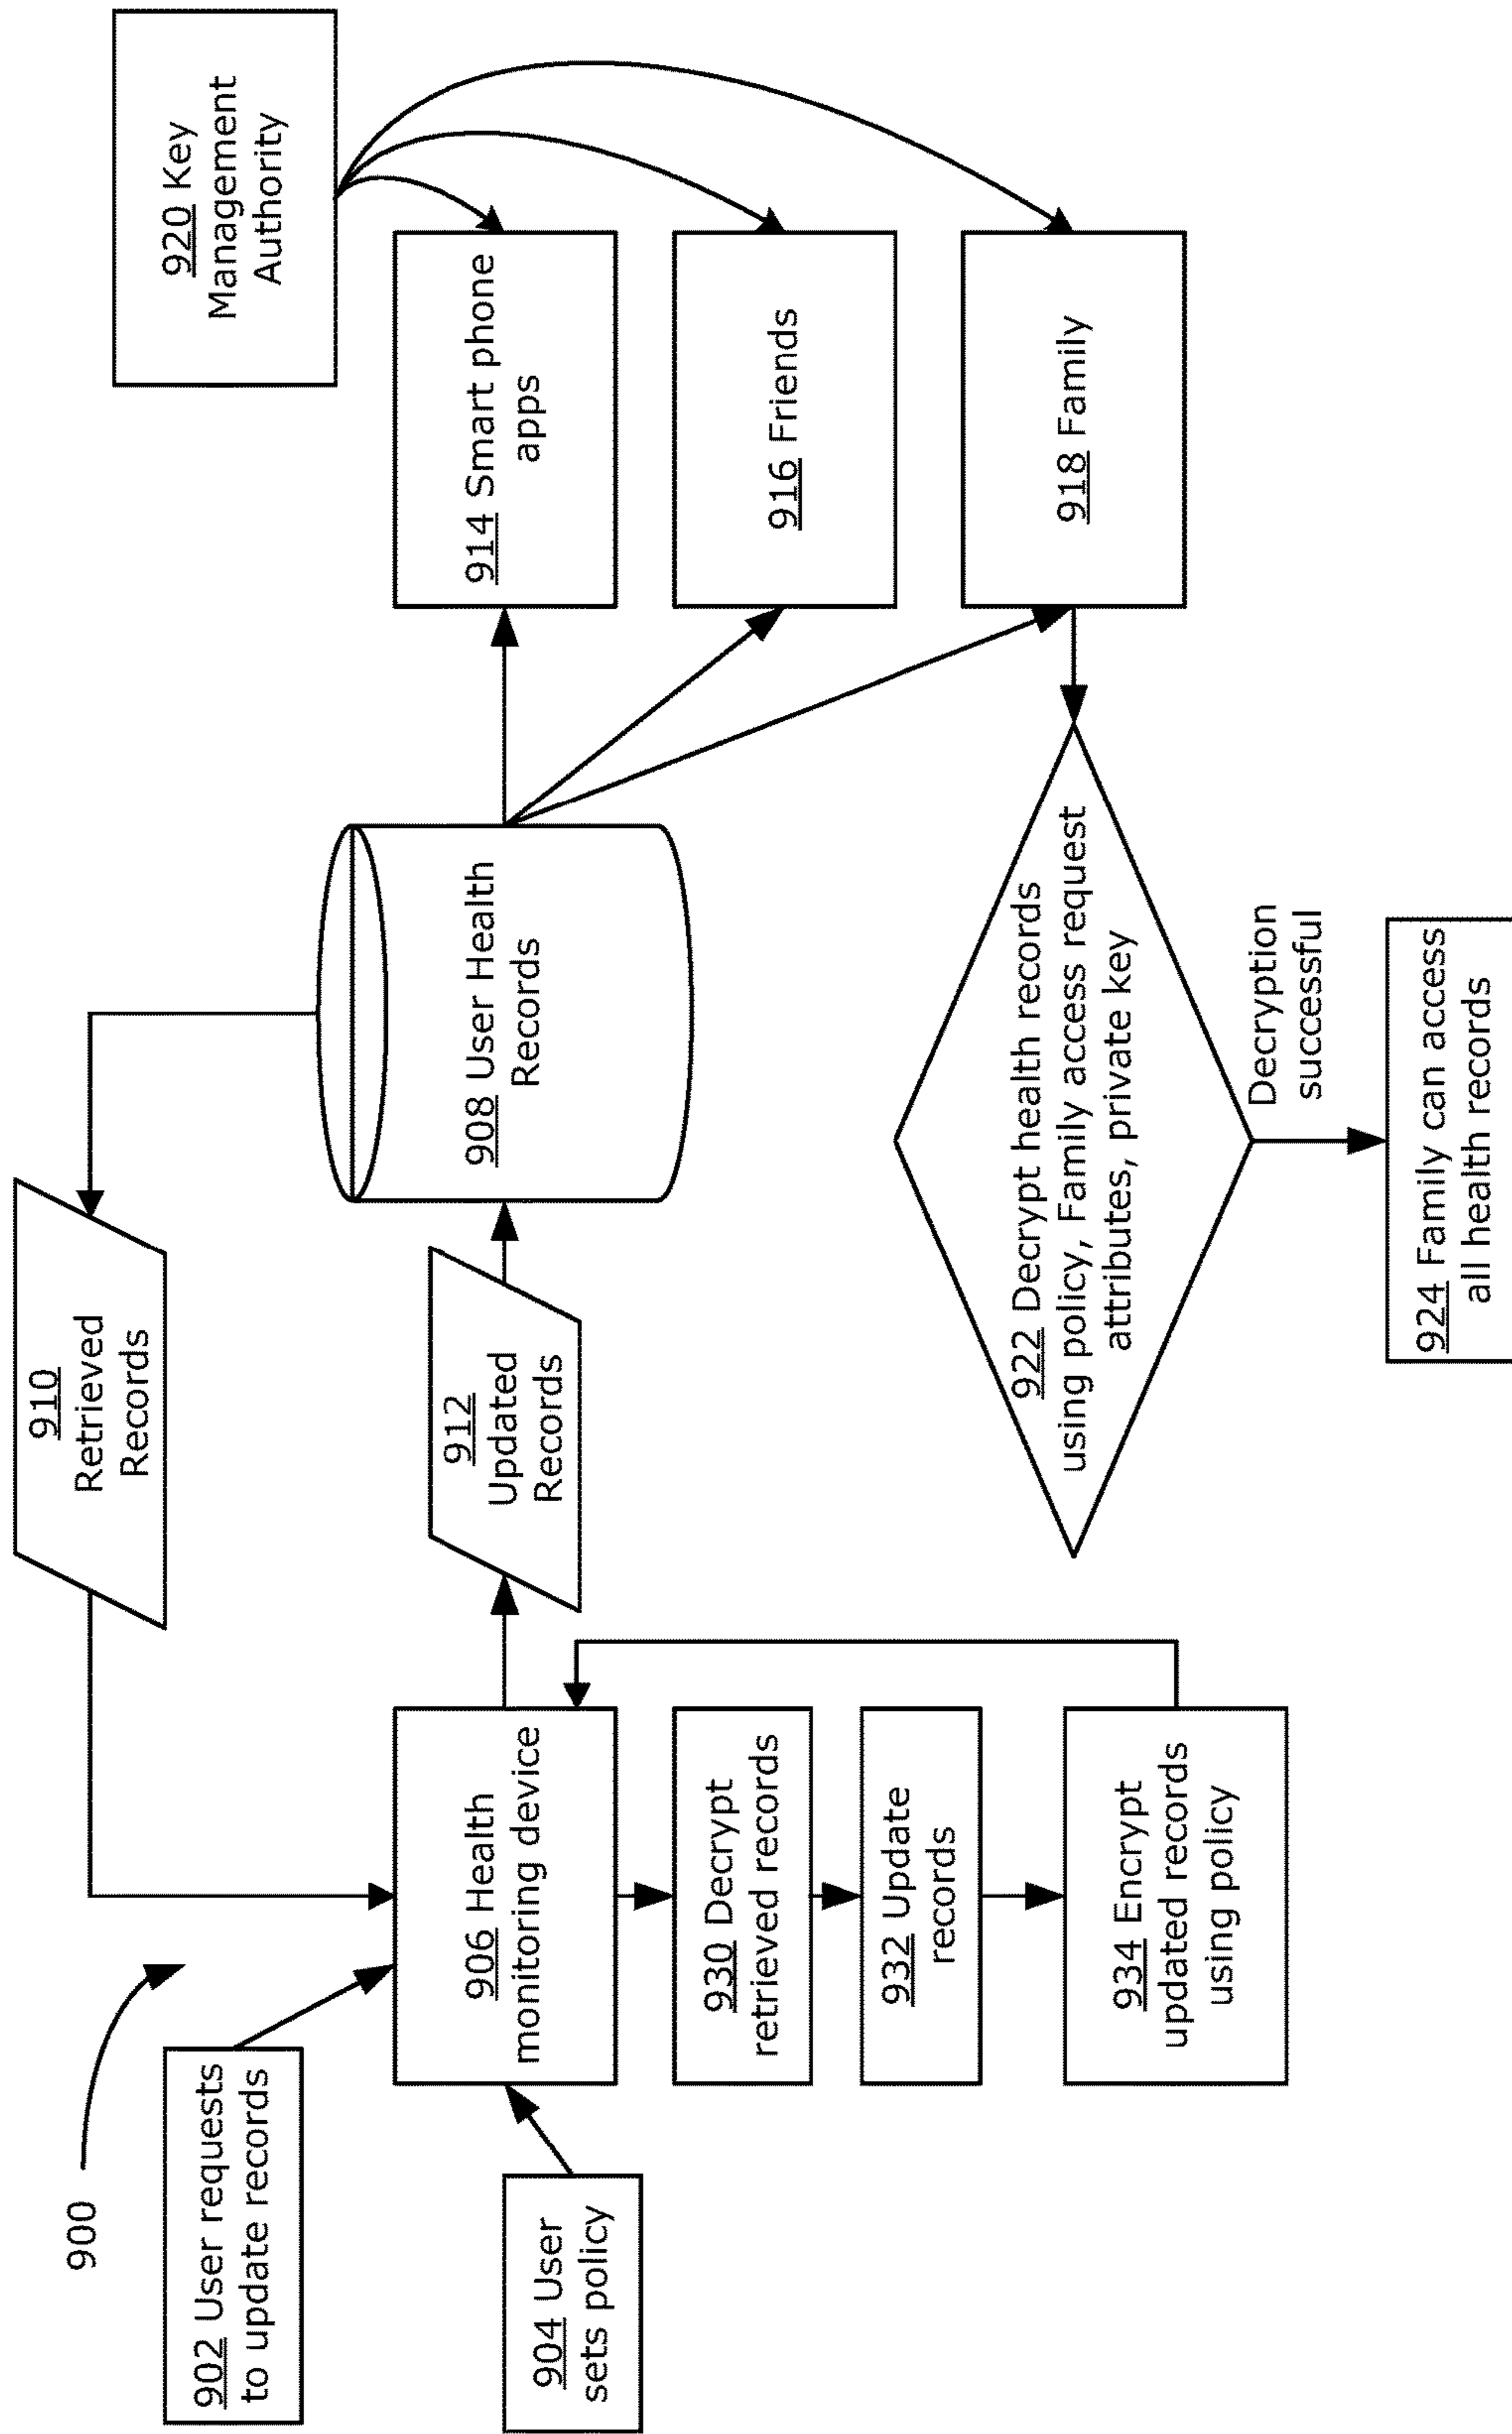 900
902 User requests
to update records
904 User
sets policy
906 Health
monitoring device
930 Decrypt
retrieved records
932 Update
records
934 Encrypt
updated records
using policy
910
Retrieved
Records
912
Updated
Records
908 User Health
Records
920 Key
Management
Authority
914 Smart phone
apps
916 Friends
918 Family
922 Decrypt health records
using policy, Family access request
attributes, private key
Decryption
successful
924 Family can access
all health records